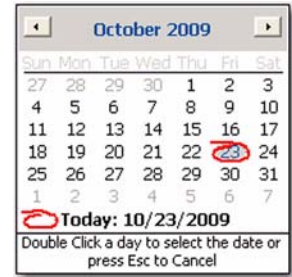 October 2009
Sun Mon Tue Wed Thu Fri Sat
27 28 29 30 1 2 3
4 5 6 7 8 9 10
11 12 13 14 15 16 17
18 19 20 21 22 23 24
25 26 27 28 29 30 31
1 2 3 4 5 6 7
Today: 10/23/2009
Double Click a day to select the date or
press Esc to Cancel